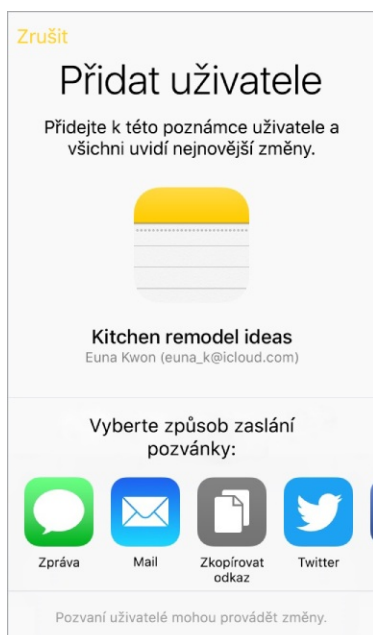 Zrušit
Přidat uživatele
Přidejte k této poznámce uživatele a
všichni uvidí nejnovější změny.
Kitchen remodel ideas
Euna Kwon (euna_k@icloud.com)
Vyberte způsob zaslání
pozvánky:
Zpráva
Mail
Zkopírovat
odkaz
Twitter
Pozvaní uživatelé mohou provádět změny.